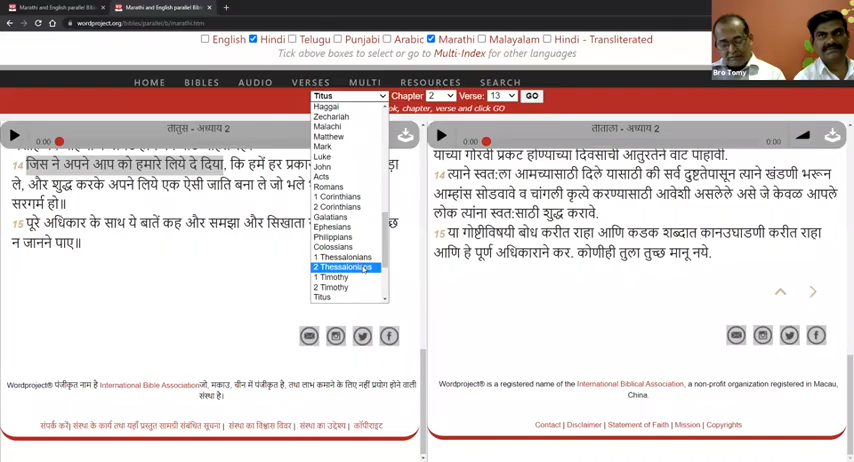 Marathi and English parallel Bibl
Marathi and English parallel Bibl
wordproject.org/bibles/parallel/b/marathi.htm
English Hindi Telugu Punjabi Arabic Marathi Malayalam Hindi - Transliterated
Tick above boxes to select or go to Multi-Index for other languages
HOME BIBLES AUDIO VERSES MULTI RESOURCES SEARCH
Titus Chapter 2 Verse: 13 GO
ok, chapter, verse and click GO
Haggai
Zechariah
Malachi
Matthew
Mark
Luke
John
Acts
Romans
1 Corinthians
2 Corinthians
Galatians
Ephesians
Philippians
Colossians
1 Thessalonians
2 Thessalonians
1 Timothy
2 Timothy
Titus
0:00 तीतुस - अध्याय 2
14 जिस ने अपने आप को हमारे लिये दे दिया, कि हमें हर प्रका
ले, और शुद्ध करके अपने लिये एक ऐसी जाति बना ले जो भले
सरगर्म हो॥
15 पूरे अधिकार के साथ ये बातें कह और समझा और सिखाता
न जानने पाए॥
0:00 तीताला - अध्याय 2
याच्या गौरवी प्रकट होण्याच्या दिवसाची आतुरतेने वाट पाहावी.
14 त्याने स्वत:ला आमच्यासाठी दिले यासाठी की सर्व दुष्टतेपासून त्याने खंडणी भरून
आम्हांस सोडवावे व चांगली कृत्ये करण्यासाठी आवेशी असलेले असे जे केवळ आपले
लोक त्यांना स्वत:साठी शुद्ध करावे.
15 या गोष्टीविषयी बोध करीत राहा आणि कडक शब्दात कानउघाडणी करीत राहा
आणि हे पूर्ण अधिकाराने कर. कोणीही तुला तुच्छ मानू नये.
Wordproject® पंजीकृत नाम है International Bible Associationजो, मकाउ, चीन में पंजीकृत है, तथा लाभ कमाने के लिए नहीं प्रयोग होने वाली
संस्था है।
संपर्क करें| संस्था के कार्य तथा यहाँ प्रस्तुत सामग्री संबंधित सूचना | संस्था का विश्वास विवर | संस्था का उद्देश्य | कॉपीराइट
Wordproject® is a registered name of the International Biblical Association, a non-profit organization registered in Macau,
China.
Contact | Disclaimer | Statement of Faith | Mission | Copyrights
Bro Tomy